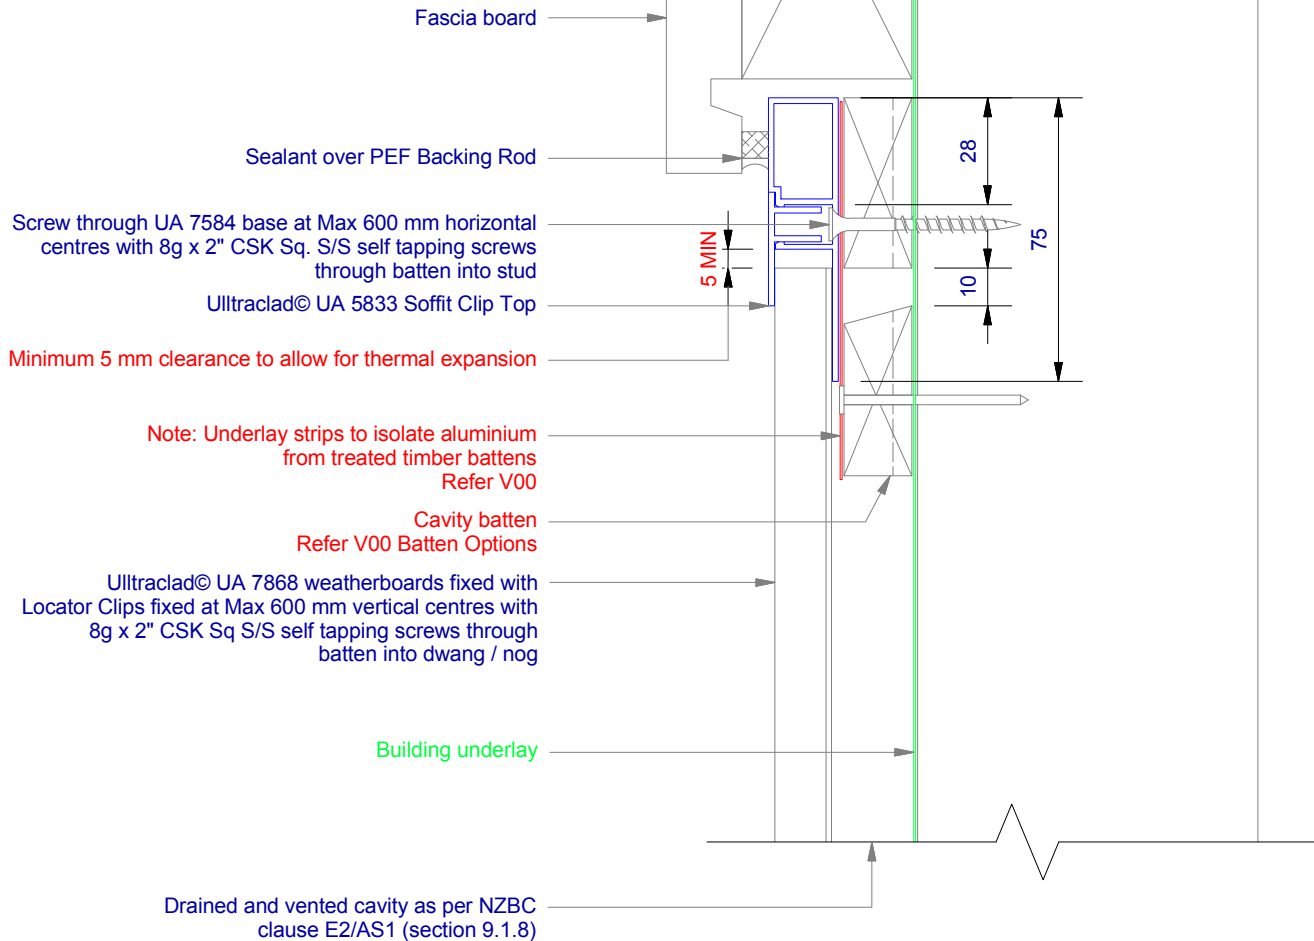 Fascia board
Sealant over PEF Backing Rod
Screw through UA 7584 base at Max 600 mm horizontal
centres with 8g x 2" CSK Sq. S/S self tapping screws
through batten into stud
Ulltraclad© UA 5833 Soffit Clip Top
Minimum 5 mm clearance to allow for thermal expansion
Note: Underlay strips to isolate aluminium
from treated timber battens
Refer V00
Cavity batten
Refer V00 Batten Options
Ulltraclad© UA 7868 weatherboards fixed with
Locator Clips fixed at Max 600 mm vertical centres with
8g x 2" CSK Sq S/S self tapping screws through
batten into dwang / nog
Building underlay
Drained and vented cavity as per NZBC
clause E2/AS1 (section 9.1.8)
5 MIN
28
75
10